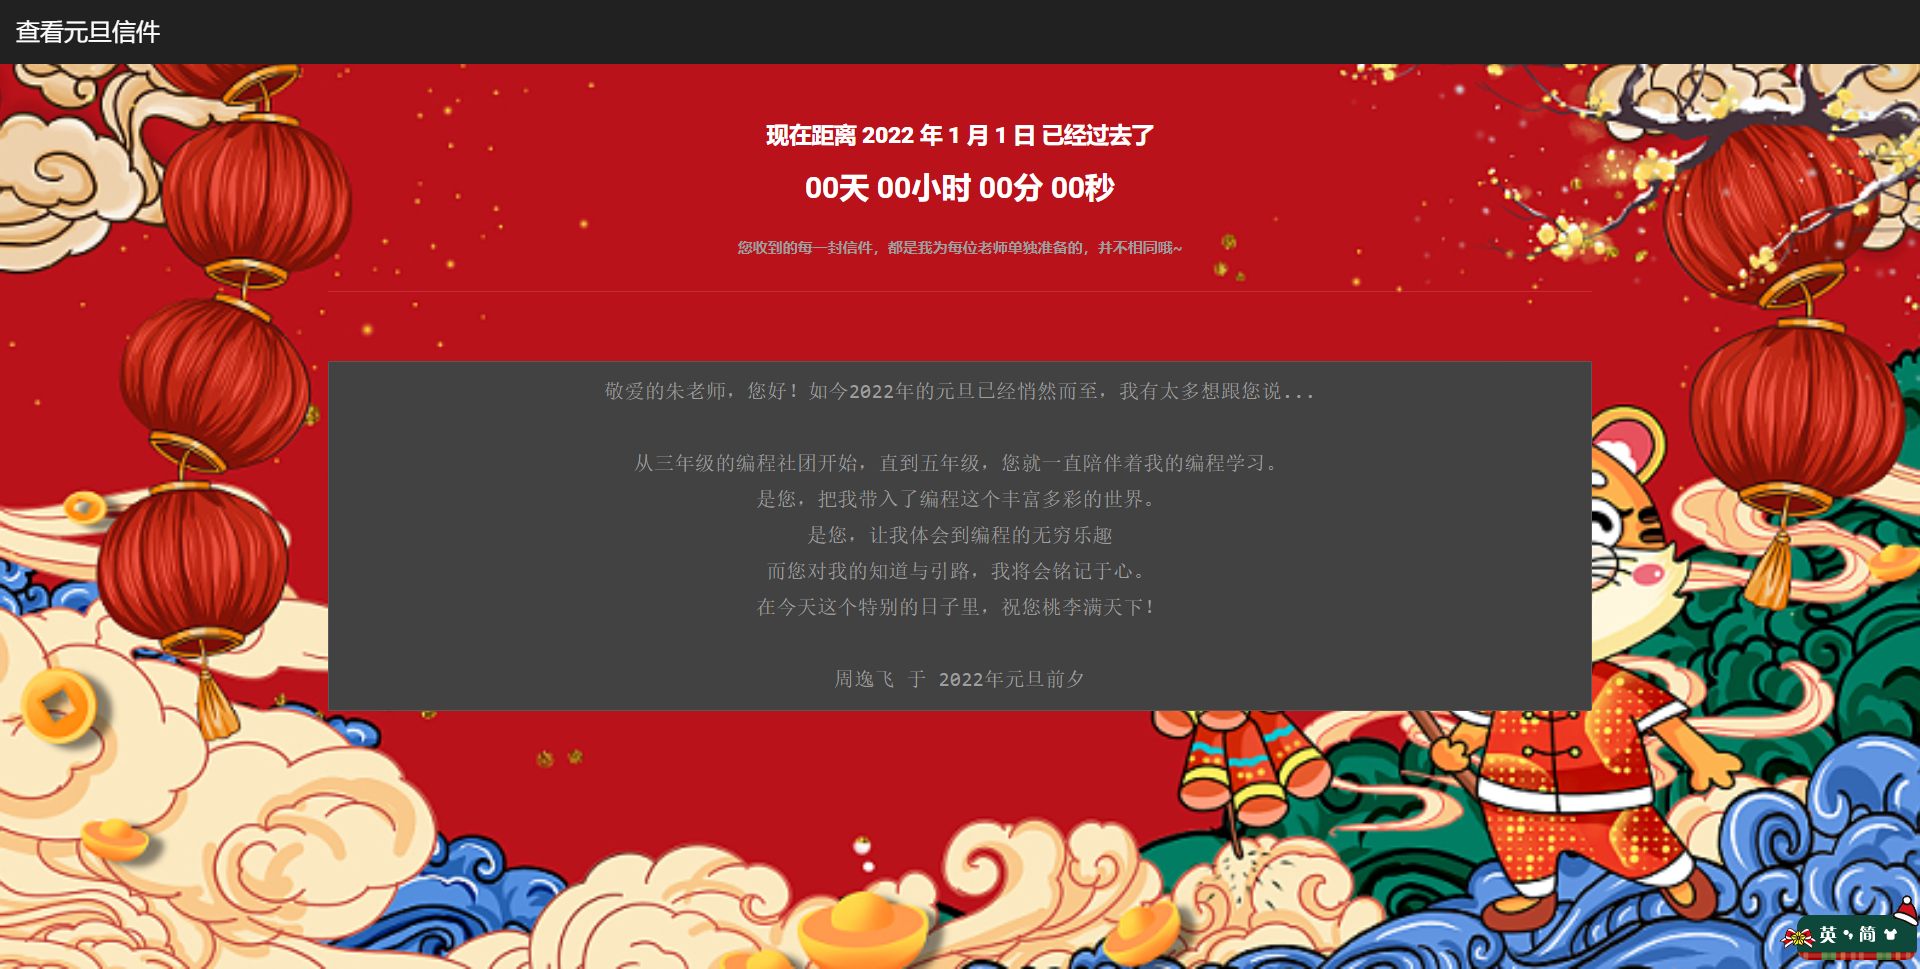 查看元旦信件
现在距离 2022 年 1 月 1 日 已经过去了
00天 00小时 00分 00秒
您收到的每一封信件，都是我为每位老师单独准备的，并不相同哦~
敬爱的朱老师，您好！如今2022年的元旦已经悄然而至，我有太多想跟您说...
从三年级的编程社团开始，直到五年级，您就一直陪伴着我的编程学习。
是您，把我带入了编程这个丰富多彩的世界。
是您，让我体会到编程的无穷乐趣
而您对我的知道与引路，我将会铭记于心。
在今天这个特别的日子里，祝您桃李满天下！
周逸飞 于 2022年元旦前夕
英 简